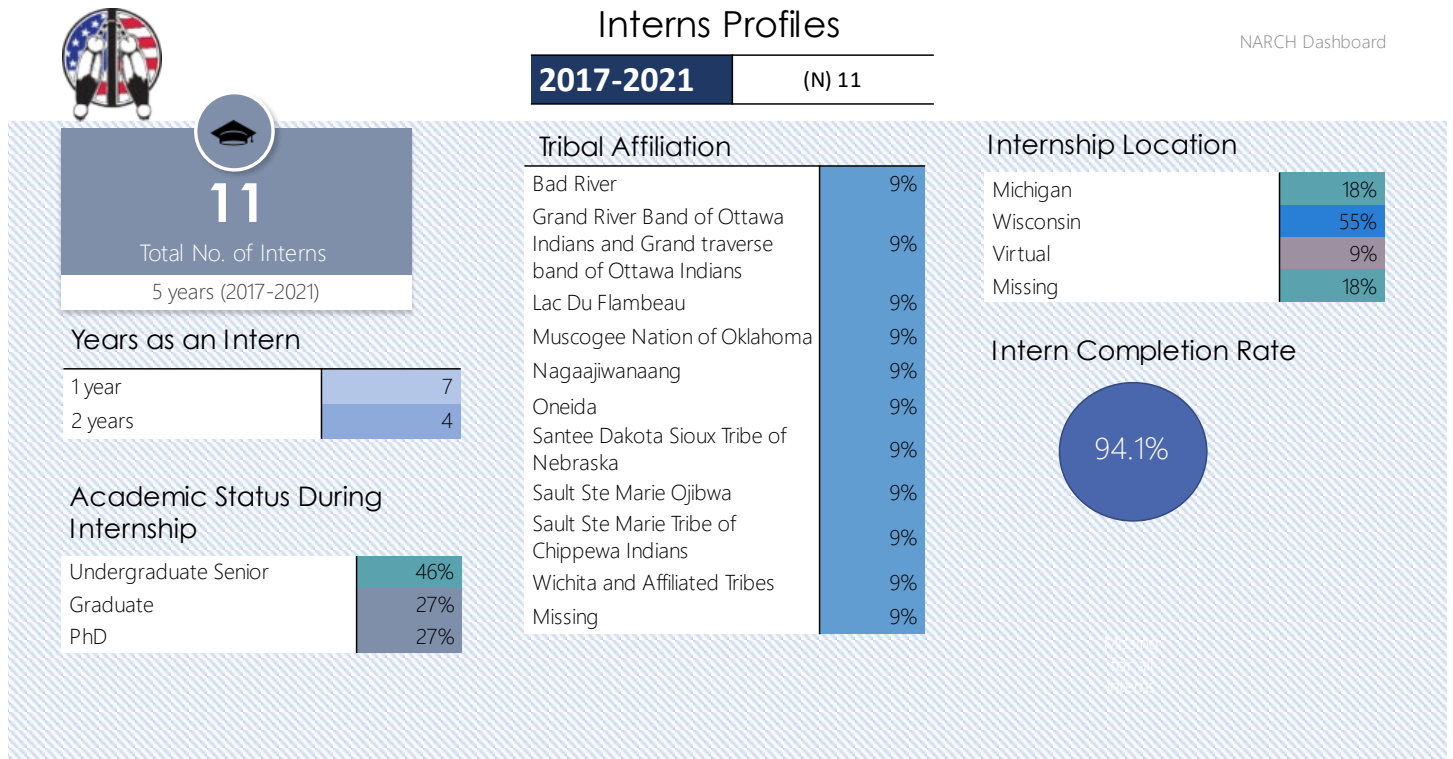 Interns Profiles
NARCH Dashboard
2017-2021
(N) 11
11
Total No. of Interns
5 years (2017-2021)
Years as an Intern
1 year 7
2 years 4
Academic Status During
Internship
Undergraduate Senior 46%
Graduate 27%
PhD 27%
Tribal Affiliation
Bad River 9%
Grand River Band of Ottawa
Indians and Grand traverse 9%
band of Ottawa Indians
Lac Du Flambeau 9%
Muscogee Nation of Oklahoma 9%
Nagaajiwanaang 9%
Oneida 9%
Santee Dakota Sioux Tribe of
Nebraska 9%
Sault Ste Marie Ojibwa 9%
Sault Ste Marie Tribe of
Chippewa Indians 9%
Wichita and Affiliated Tribes 9%
Missing 9%
Internship Location
Michigan 18%
Wisconsin 55%
Virtual 9%
Missing 18%
Intern Completion Rate
94.1%